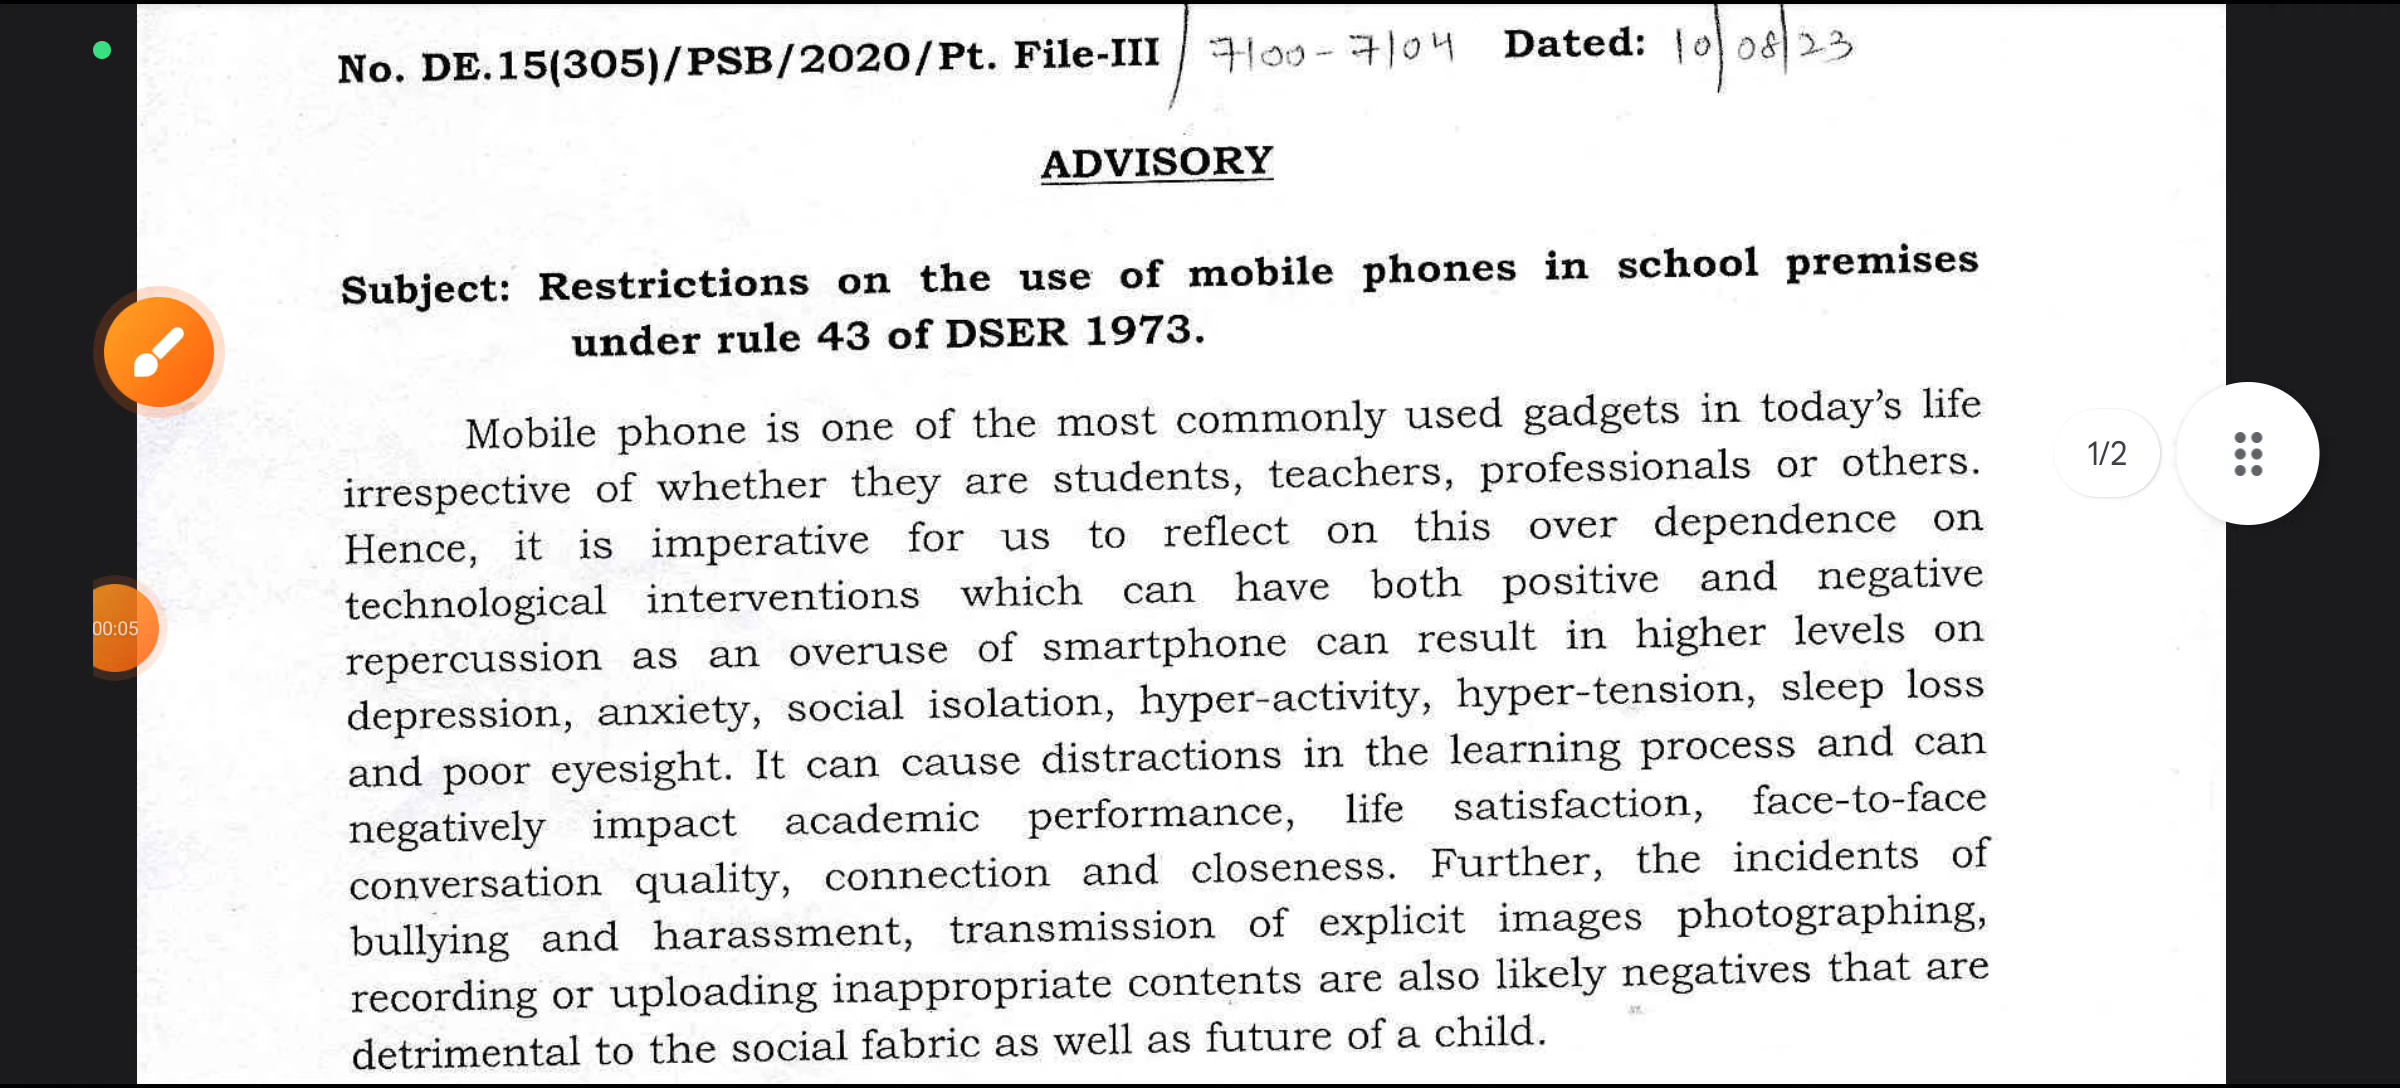 No. DE.15(305)/PSB/2020/Pt. File-III / 7100-7104 Dated: 10/08/23
ADVISORY
Subject: Restrictions on the use of mobile phones in school premises
under rule 43 of DSER 1973.
Mobile phone is one of the most commonly used gadgets in today's life
irrespective of whether they are students, teachers, professionals or others.
Hence, it is imperative for us to reflect on this over dependence on
technological interventions which can have both positive and negative
repercussion as an overuse of smartphone can result in higher levels on
depression, anxiety, social isolation, hyper-activity, hyper-tension, sleep loss
and poor eyesight. It can cause distractions in the learning process and can
negatively impact academic performance, life satisfaction, face-to-face
conversation quality, connection and closeness. Further, the incidents of
bullying and harassment, transmission of explicit images photographing,
recording or uploading inappropriate contents are also likely negatives that are
detrimental to the social fabric as well as future of a child.
1/2
00:05